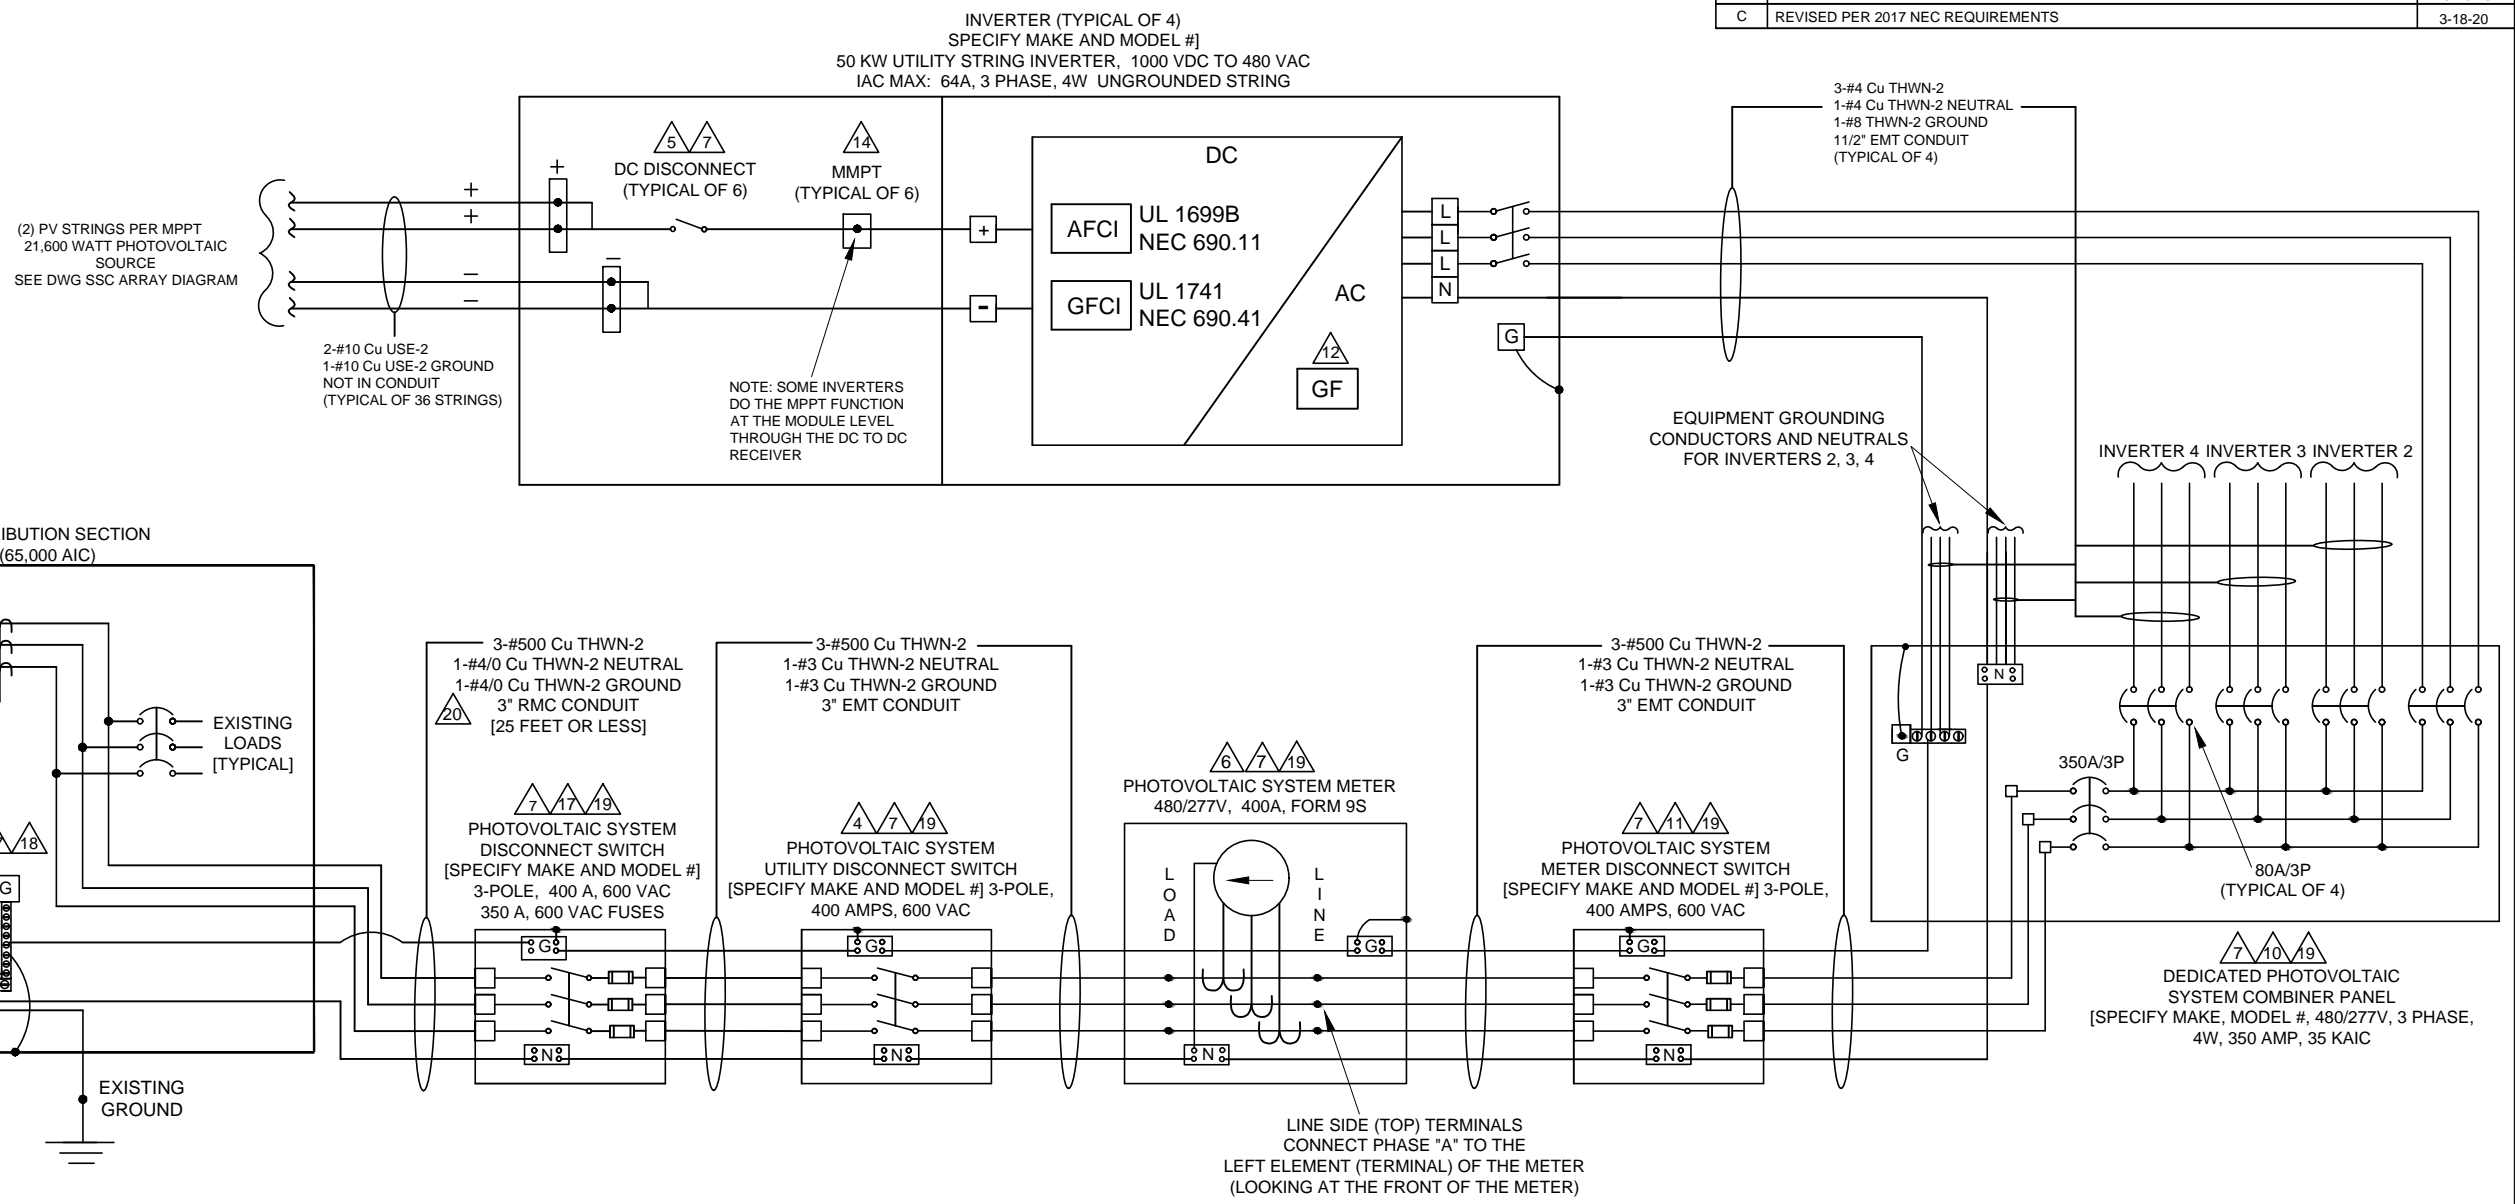 C REVISED PER 2017 NEC REQUIREMENTS 3-18-20
INVERTER (TYPICAL OF 4)
SPECIFY MAKE AND MODEL #]
50 KW UTILITY STRING INVERTER, 1000 VDC TO 480 VAC
IAC MAX: 64A, 3 PHASE, 4W UNGROUNDED STRING
3-#4 Cu THWN-2
1-#4 Cu THWN-2 NEUTRAL
1-#8 THWN-2 GROUND
11/2" EMT CONDUIT
(TYPICAL OF 4)
5 7
DC DISCONNECT
(TYPICAL OF 6)
14
MMPT
(TYPICAL OF 6)
DC
AFCI
UL 1699B
NEC 690.11
GFCI
UL 1741
NEC 690.41
AC
12
GF
L
L
L
N
G
+
-
+
+
+
−
−
−
(2) PV STRINGS PER MPPT
21,600 WATT PHOTOVOLTAIC
SOURCE
SEE DWG SSC ARRAY DIAGRAM
2-#10 Cu USE-2
1-#10 Cu USE-2 GROUND
NOT IN CONDUIT
(TYPICAL OF 36 STRINGS)
NOTE: SOME INVERTERS
DO THE MPPT FUNCTION
AT THE MODULE LEVEL
THROUGH THE DC TO DC
RECEIVER
EQUIPMENT GROUNDING
CONDUCTORS AND NEUTRALS
FOR INVERTERS 2, 3, 4
INVERTER 4 INVERTER 3 INVERTER 2
RIBUTION SECTION
(65,000 AIC)
EXISTING
LOADS
[TYPICAL]
18
G
EXISTING
GROUND
3-#500 Cu THWN-2
1-#4/0 Cu THWN-2 NEUTRAL
1-#4/0 Cu THWN-2 GROUND
3" RMC CONDUIT
[25 FEET OR LESS]
20
3-#500 Cu THWN-2
1-#3 Cu THWN-2 NEUTRAL
1-#3 Cu THWN-2 GROUND
3" EMT CONDUIT
3-#500 Cu THWN-2
1-#3 Cu THWN-2 NEUTRAL
1-#3 Cu THWN-2 GROUND
3" EMT CONDUIT
7 17 19
PHOTOVOLTAIC SYSTEM
DISCONNECT SWITCH
[SPECIFY MAKE AND MODEL #]
3-POLE, 400 A, 600 VAC
350 A, 600 VAC FUSES
G
N
4 7 19
PHOTOVOLTAIC SYSTEM
UTILITY DISCONNECT SWITCH
[SPECIFY MAKE AND MODEL #] 3-POLE,
400 AMPS, 600 VAC
G
N
6 7 19
PHOTOVOLTAIC SYSTEM METER
480/277V, 400A, FORM 9S
LOAD
LINE
G
N
LINE SIDE (TOP) TERMINALS
CONNECT PHASE "A" TO THE
LEFT ELEMENT (TERMINAL) OF THE METER
(LOOKING AT THE FRONT OF THE METER)
7 11 19
PHOTOVOLTAIC SYSTEM
METER DISCONNECT SWITCH
[SPECIFY MAKE AND MODEL #] 3-POLE,
400 AMPS, 600 VAC
G
N
N
G
350A/3P
80A/3P
(TYPICAL OF 4)
7 10 19
DEDICATED PHOTOVOLTAIC
SYSTEM COMBINER PANEL
[SPECIFY MAKE, MODEL #, 480/277V, 3 PHASE,
4W, 350 AMP, 35 KAIC